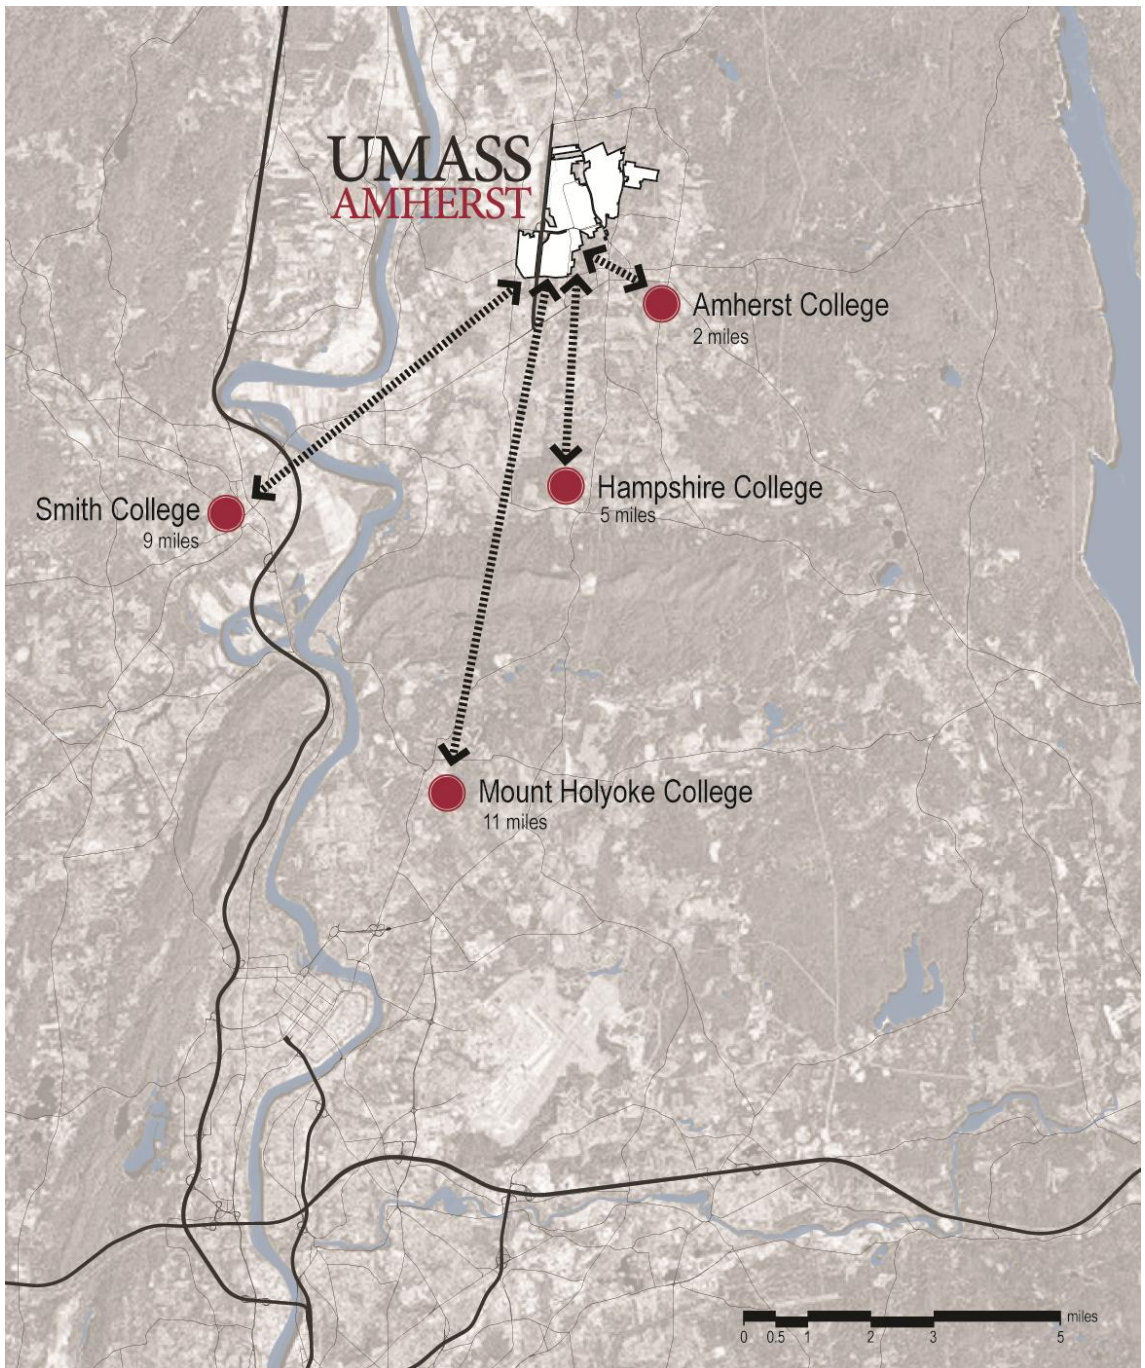 UMASS
AMHERST
Amherst College
2 miles
Hampshire College
5 miles
Smith College
9 miles
Mount Holyoke College
11 miles
miles
0 0.5 1 2 3 5